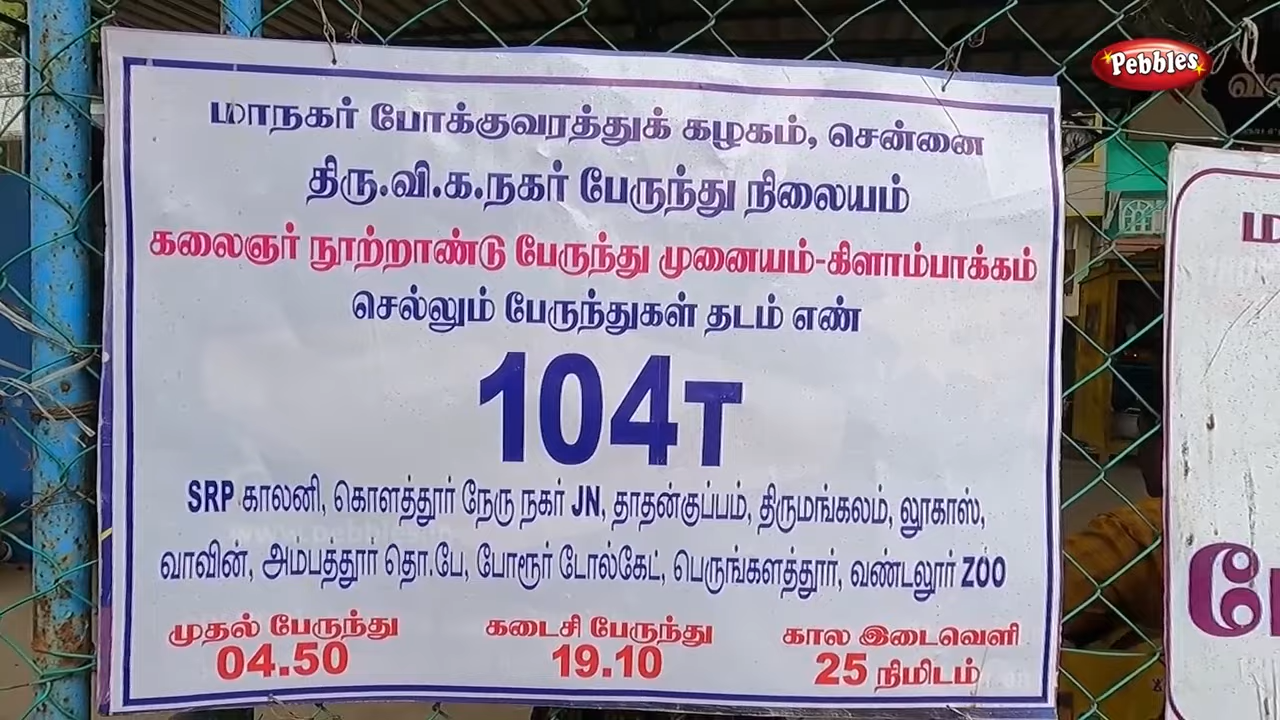 Pebbles
மாநகர் போக்குவரத்துக் கழகம், சென்னை
திரு.வி.க.நகர் பேருந்து நிலையம்
கலைஞர் நூற்றாண்டு பேருந்து முனையம்-கிளாம்பாக்கம்
செல்லும் பேருந்துகள் தடம் எண்
104T
SRP காலனி, கொளத்தூர் நேரு நகர் JN, தாதன்குப்பம், திருமங்கலம், லூகாஸ்,
வாவின், அம்பத்தூர் தொ.பே, போரூர் டோல்கேட், பெருங்களத்தூர், வண்டலூர் ZOO
முதல் பேருந்து கடைசி பேருந்து கால இடைவெளி
04.50 19.10 25 நிமிடம்